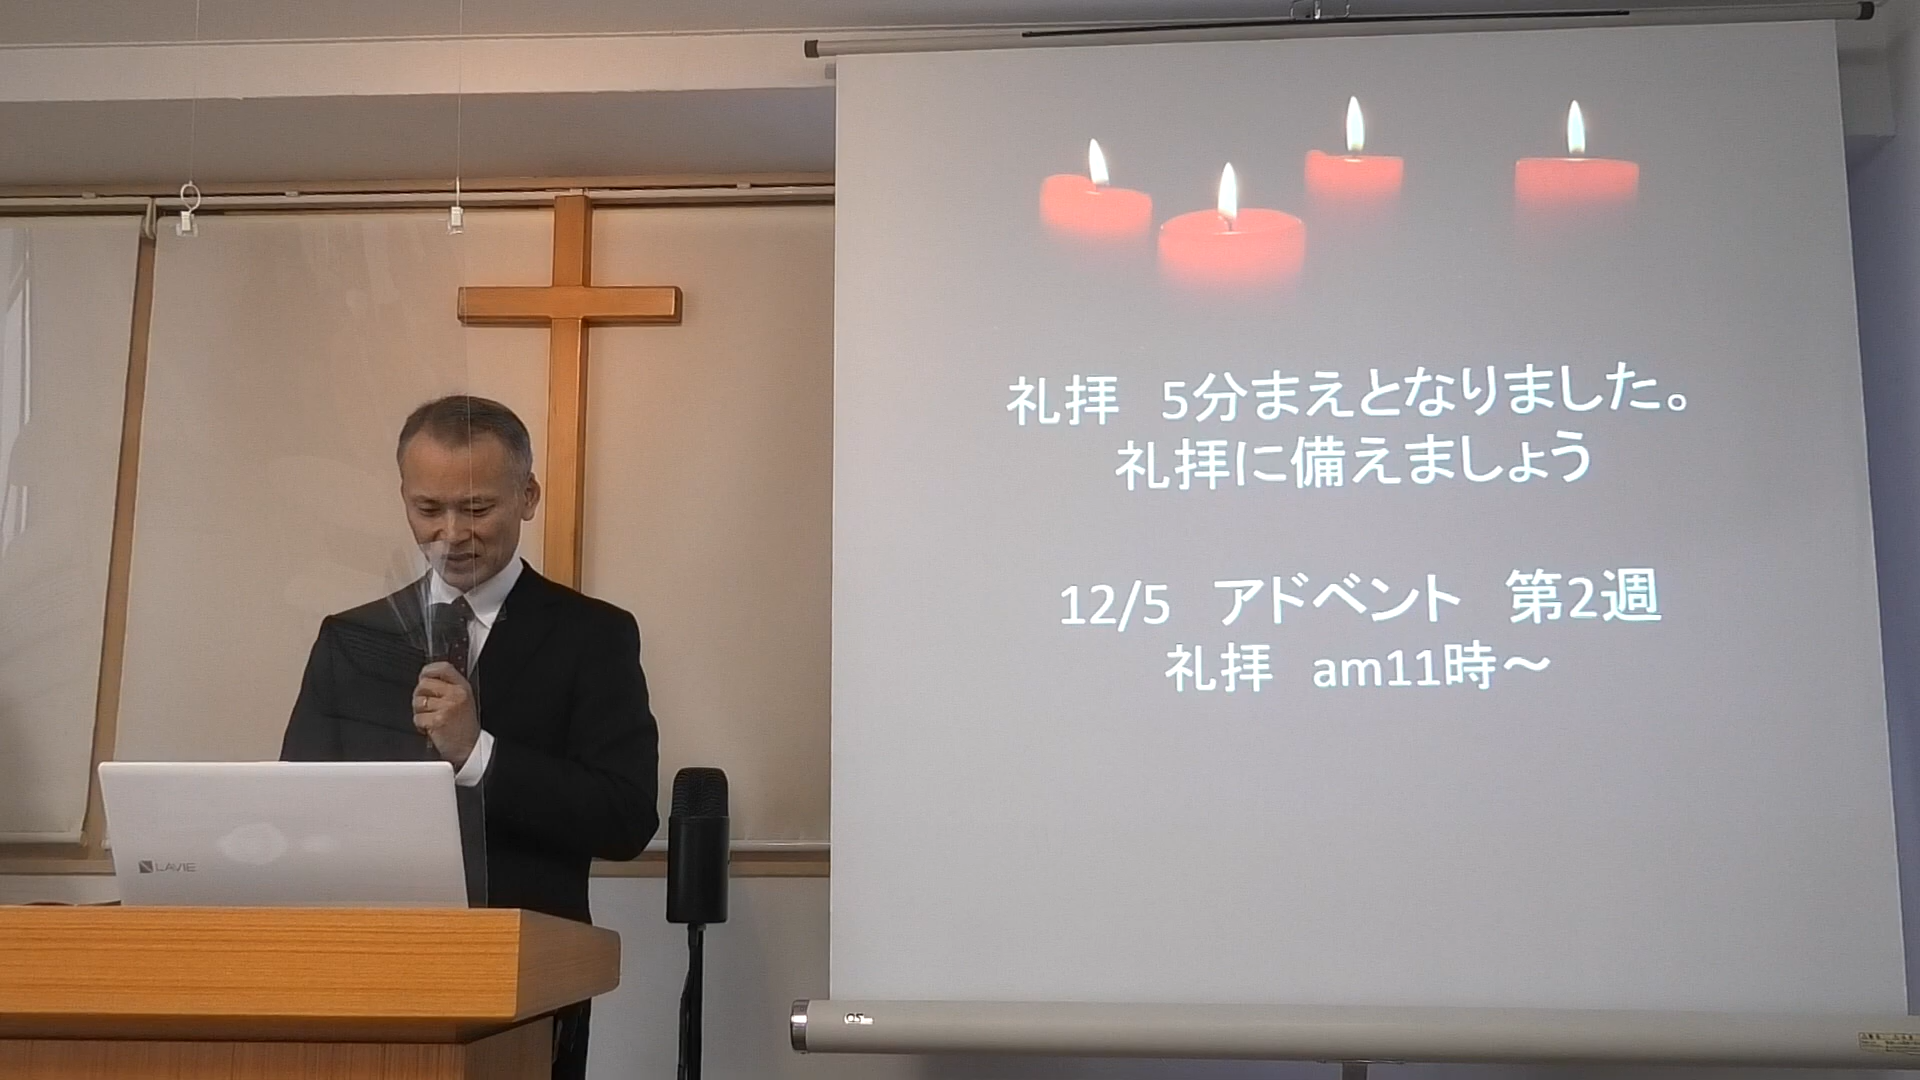 礼拝　5分まえとなりました。
礼拝に備えましょう
12/5　アドベント　第2週
礼拝　am11時～
LAVIE
OS